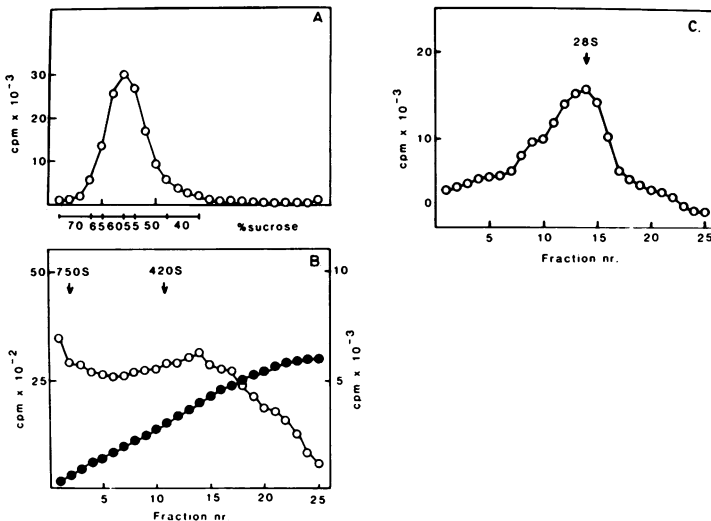 A
cpm x 10⁻³
30
20
10
70 65 60 55 50 40 %sucrose
B
cpm x 10⁻²
50
25
750S 420S
10
5
cpm x 10⁻³
5 10 15 20 25
Fraction nr
C.
28S
cpm x 10⁻³
20
10
0
5 10 15 20 25
Fraction nr.